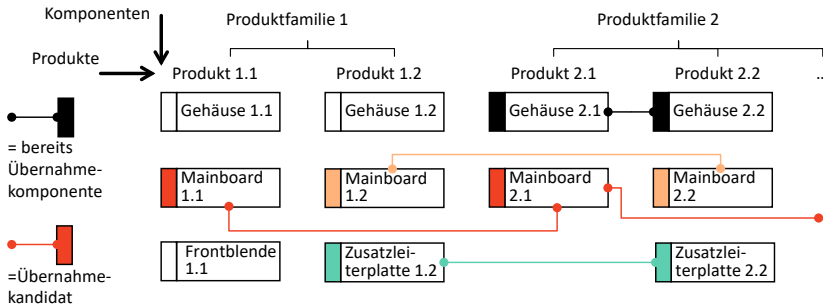 Komponenten
Produktfamilie 1
Produktfamilie 2
Produkte
Produkt 1.1
Produkt 1.2
Produkt 2.1
Produkt 2.2
..
Gehäuse 1.1
Gehäuse 1.2
Gehäuse 2.1
Gehäuse 2.2
= bereits
Übernahme-
komponente
Mainboard
1.1
Mainboard
1.2
Mainboard
2.1
Mainboard
2.2
=Übernahme-
kandidat
Frontblende
1.1
Zusatzlei-
terplatte 1.2
Zusatzlei-
terplatte 2.2